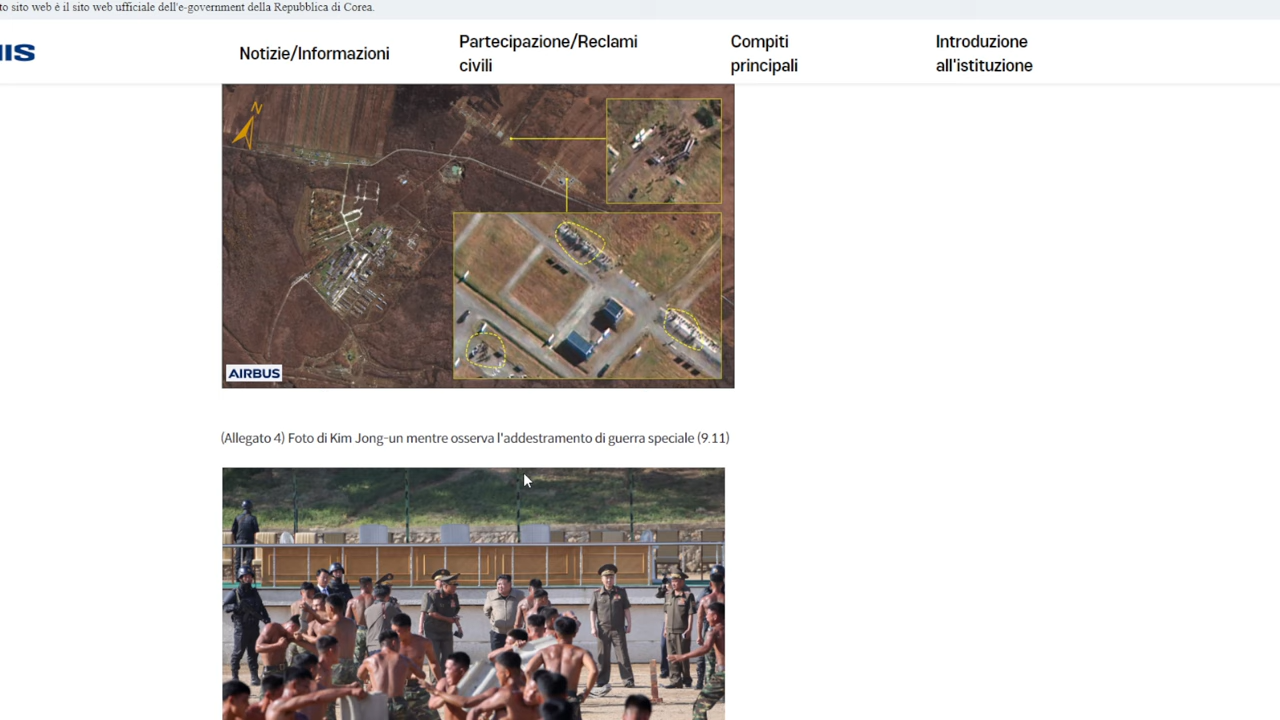 to sito web è il sito web ufficiale dell'e-government della Repubblica di Corea.
IIS
Notizie/Informazioni
Partecipazione/Reclami
civili
Compiti
principali
Introduzione
all'istituzione
N
AIRBUS
(Allegato 4) Foto di Kim Jong-un mentre osserva l'addestramento di guerra speciale (9.11)